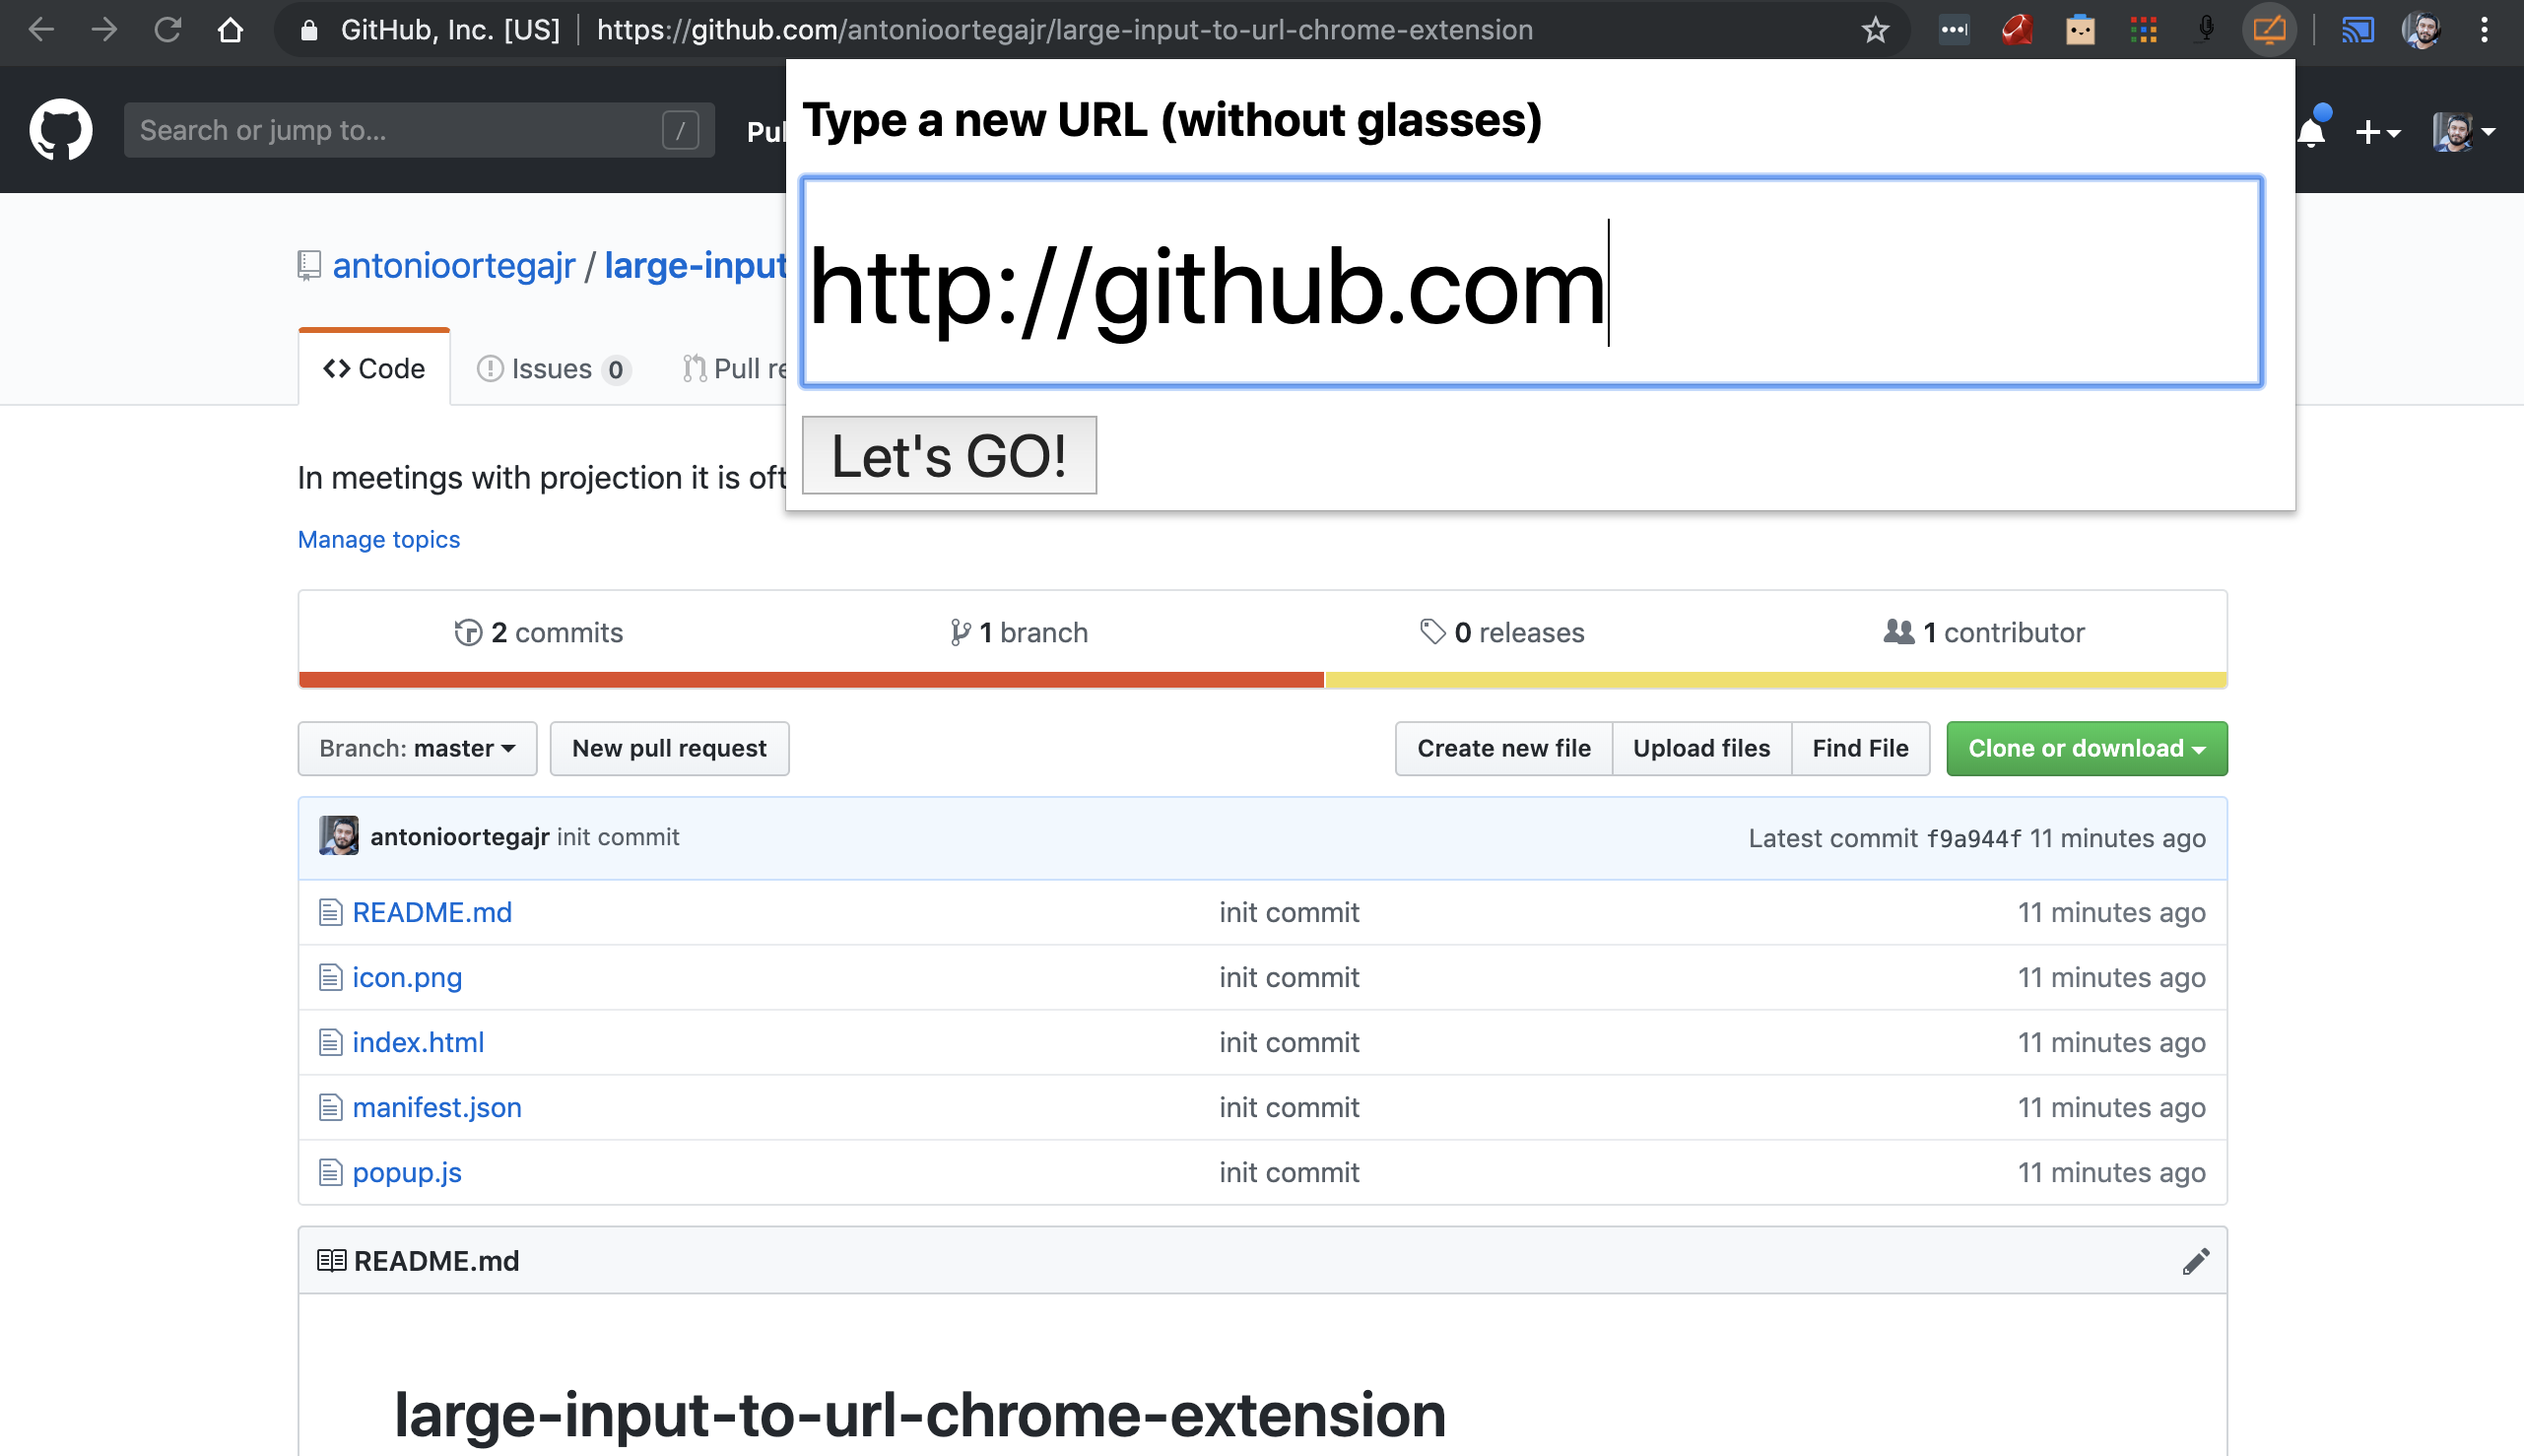 GitHub, Inc. [US] https://github.com/antonioortegajr/large-input-to-url-chrome-extension
Search or jump to... /
Type a new URL (without glasses)
http://github.com
Let's GO!
antonioortegajr / large-input
Code Issues 0 Pull
In meetings with projection it is
Manage topics
2 commits 1 branch 0 releases 1 contributor
Branch: master New pull request Create new file Upload files Find File Clone or download
antonioortegajr init commit Latest commit f9a944f 11 minutes ago
README.md init commit 11 minutes ago
icon.png init commit 11 minutes ago
index.html init commit 11 minutes ago
manifest.json init commit 11 minutes ago
popup.js init commit 11 minutes ago
README.md
large-input-to-url-chrome-extension